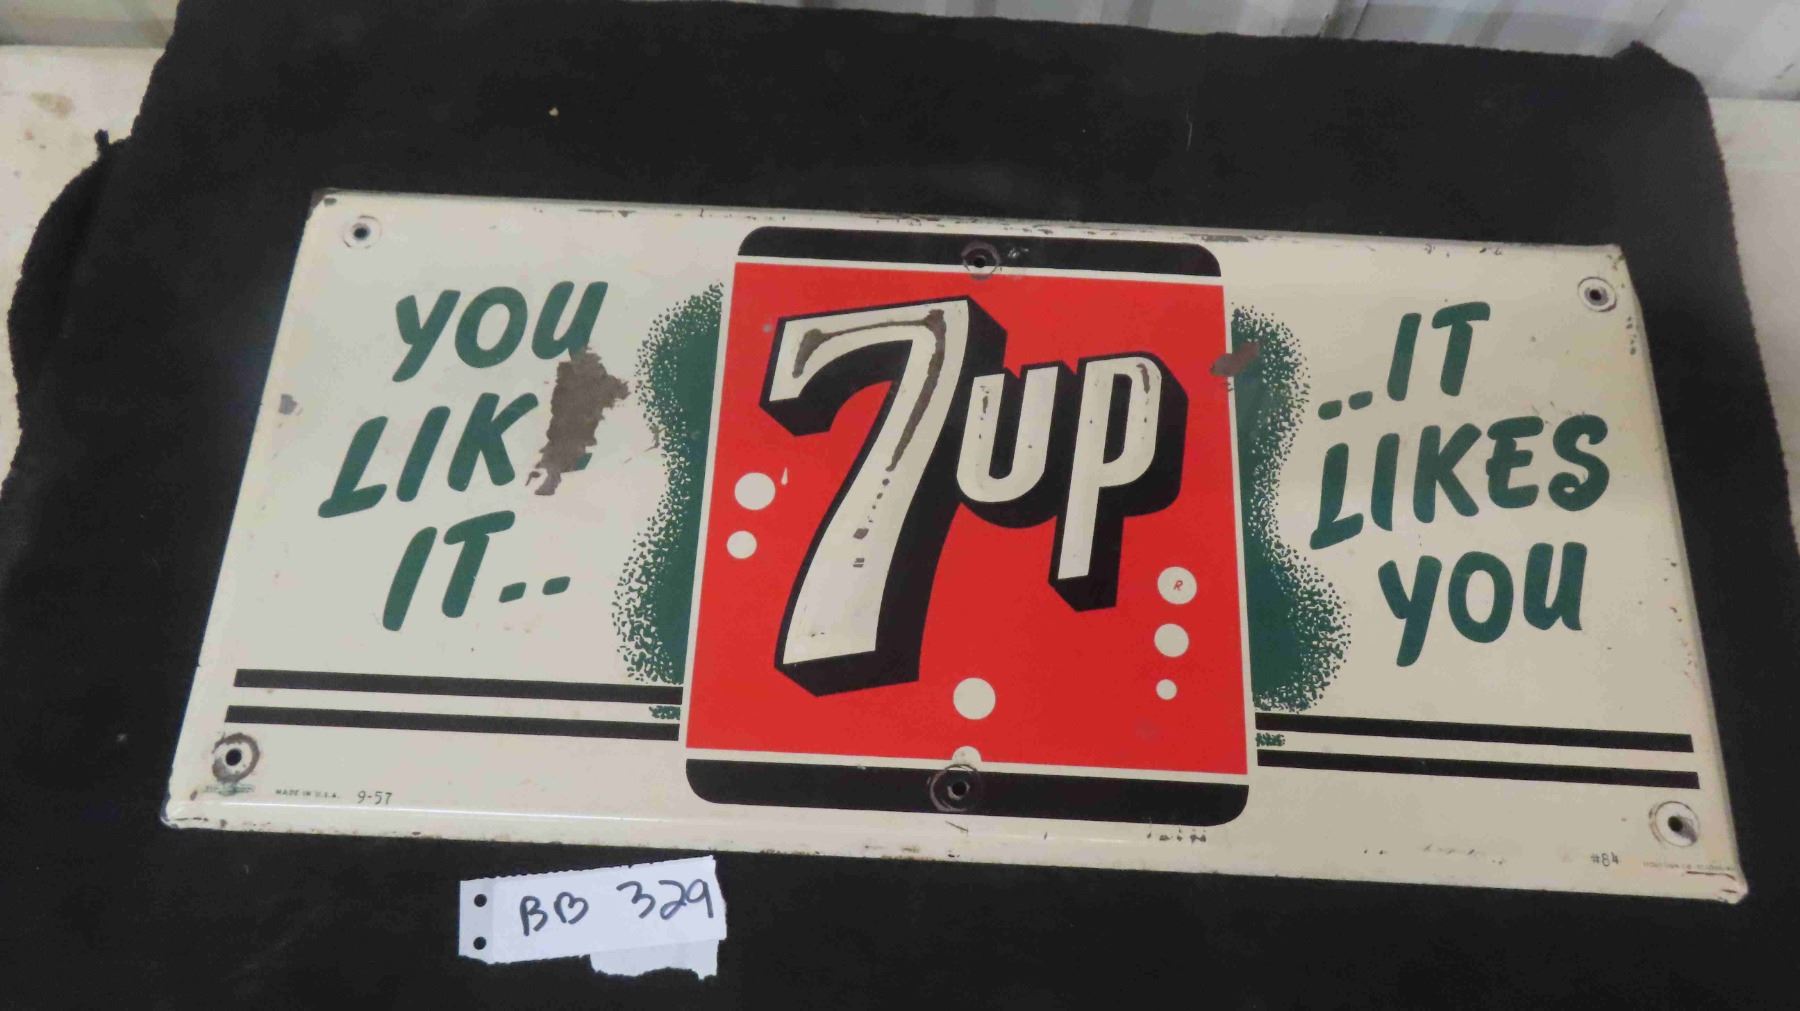 YOU
LIK
IT..
7UP
R
..IT
LIKES
YOU
MADE IN U.S.A. 9-57
#84
BB 329